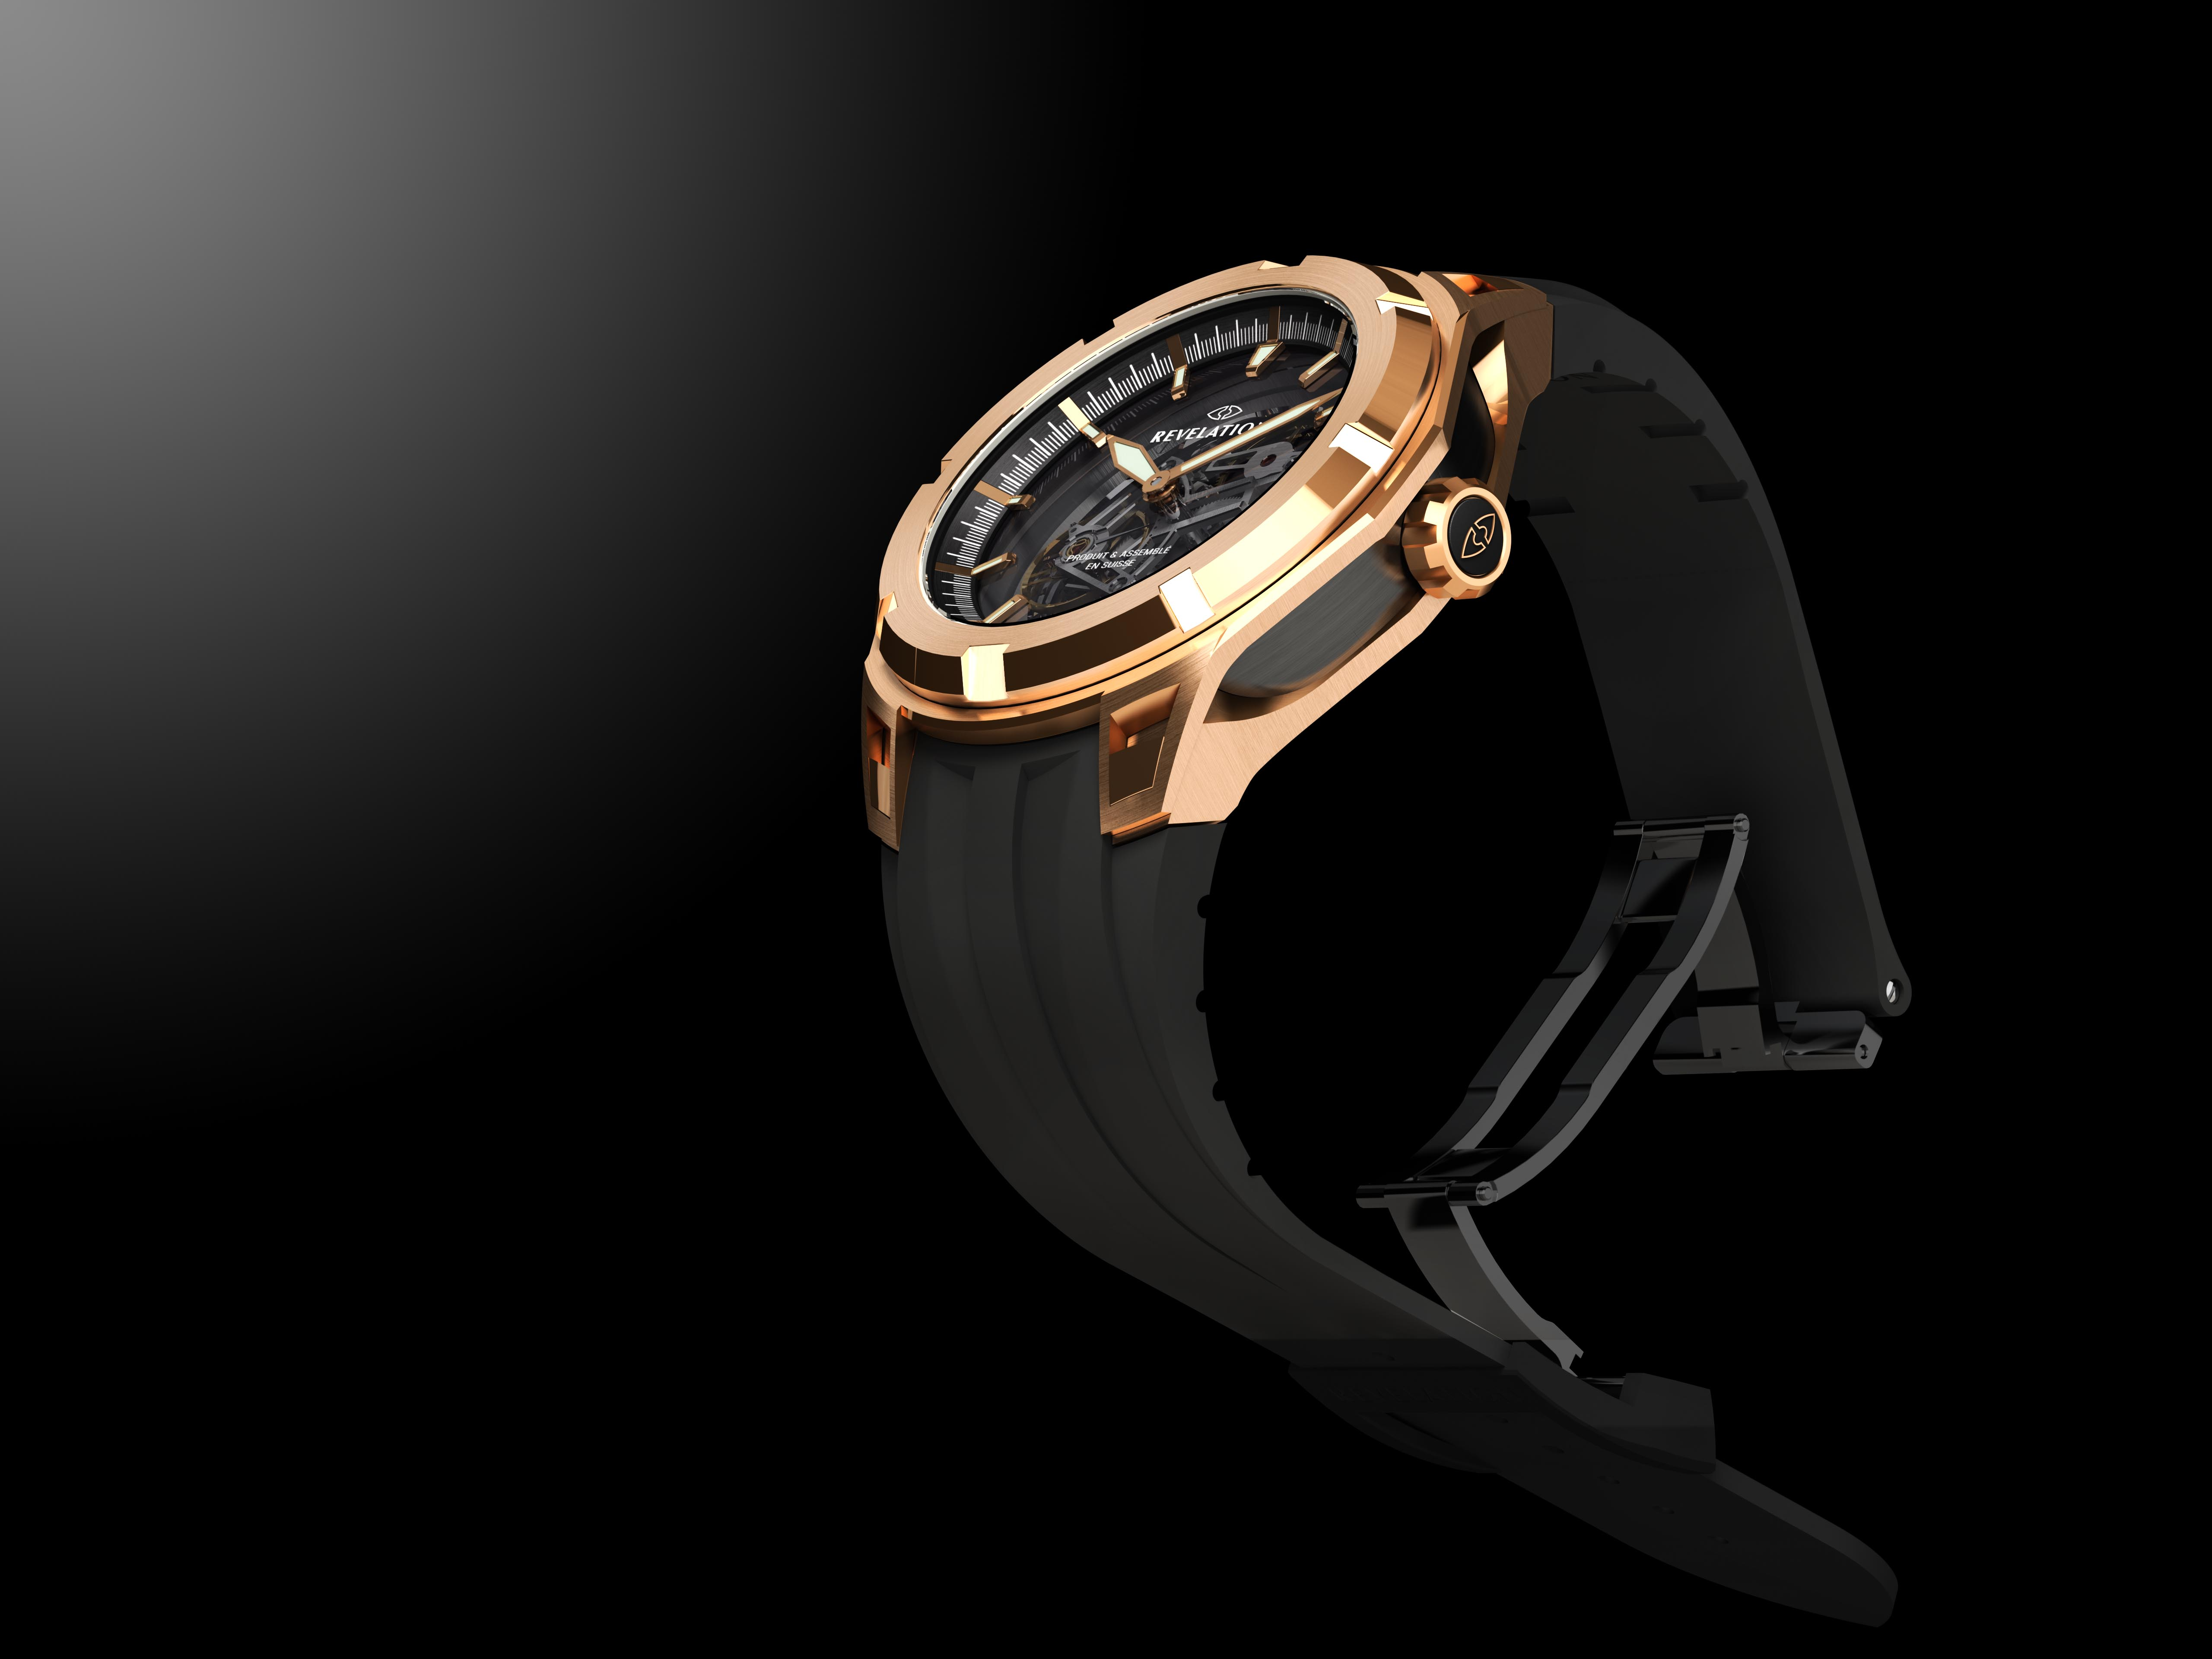 REVELATIO
PRODUIT & ASSEMBLÉ
EN SUISSE